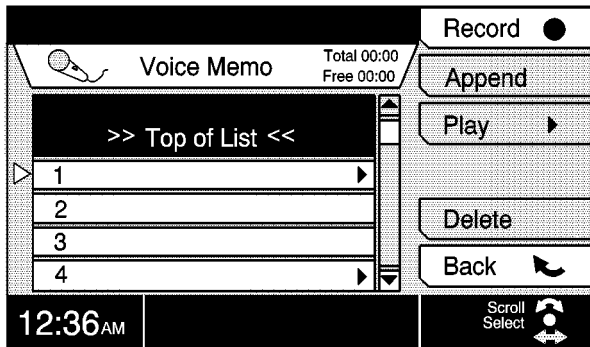 Record
Voice Memo
Total 00:00
Free 00:00
Append
>> Top of List <<
Play
1
2
3
4
Delete
Back
12:36AM
Scroll
Select